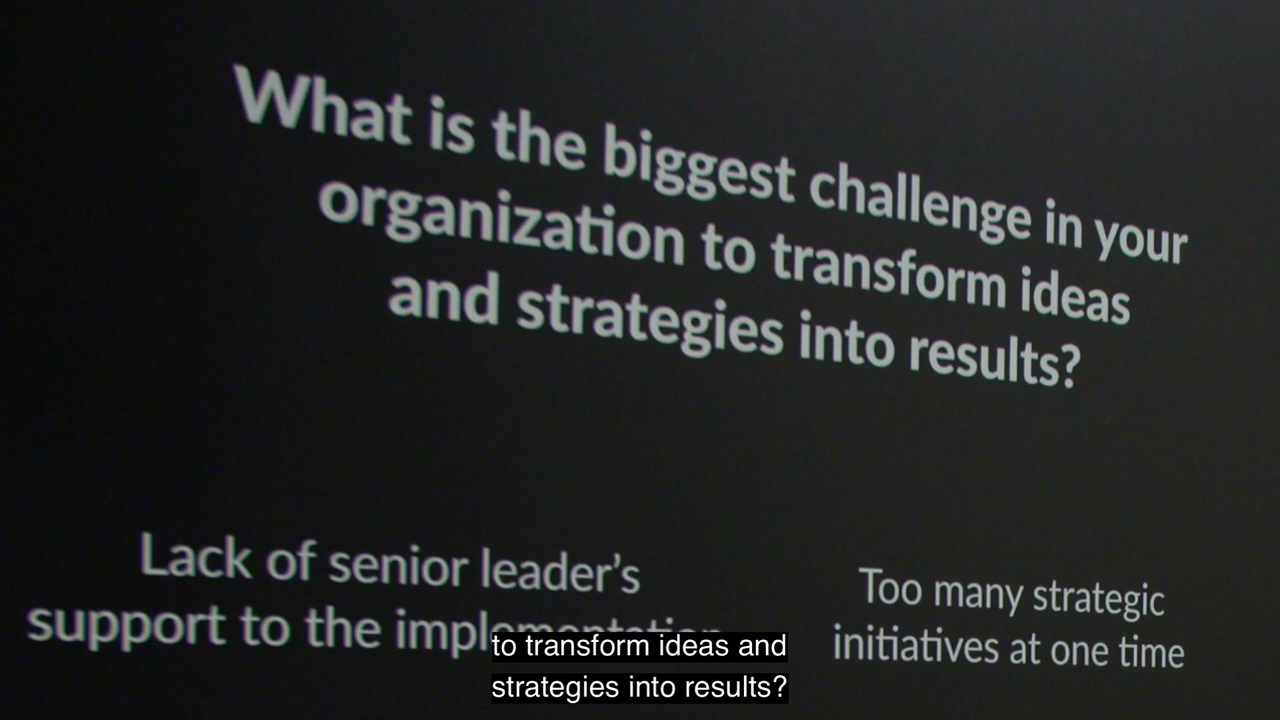 What is the biggest challenge in your
organization to transform ideas
and strategies into results?
Lack of senior leader's
support to the implementation
Too many strategic
initiatives at one time
to transform ideas and
strategies into results?